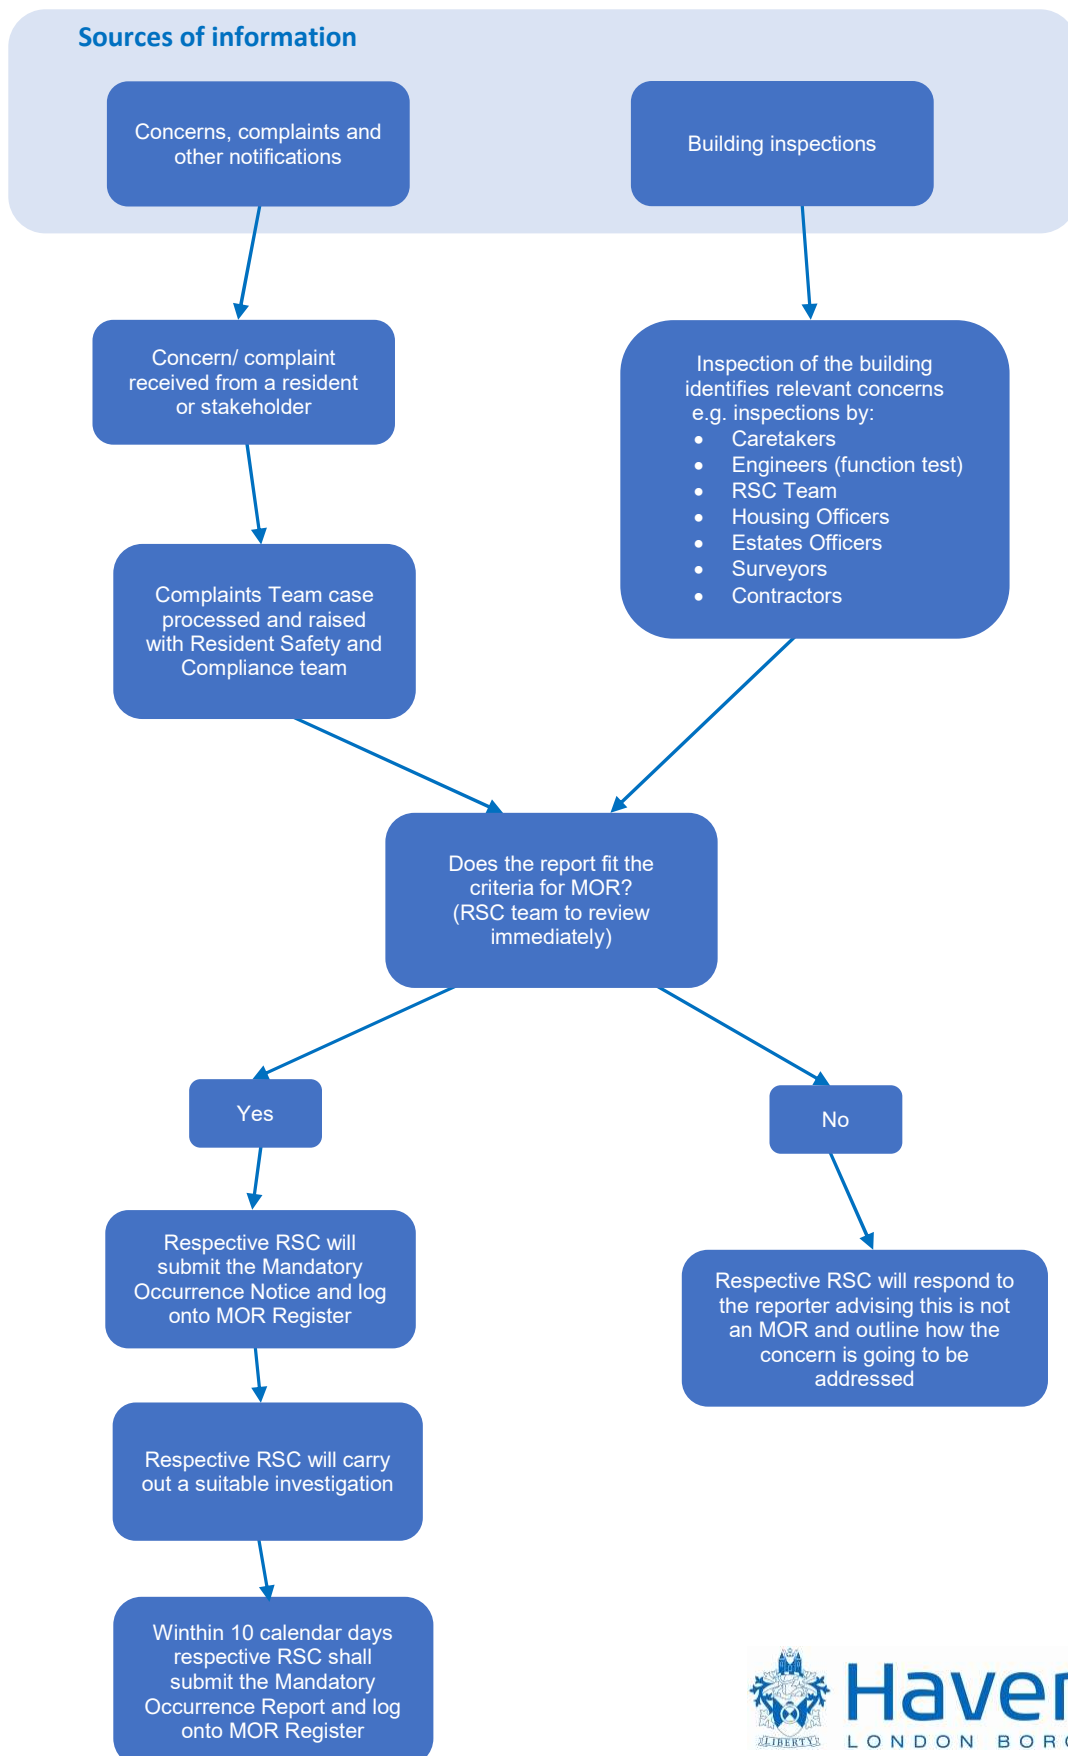 Sources of information
Concerns, complaints and
other notifications
Building inspections
Concern/ complaint
received from a resident
or stakeholder
Inspection of the building
identifies relevant concerns
e.g. inspections by:
• Caretakers
• Engineers (function test)
• RSC Team
• Housing Officers
• Estates Officers
• Surveyors
• Contractors
Complaints Team case
processed and raised
with Resident Safety and
Compliance team
Does the report fit the
criteria for MOR?
(RSC team to review
immediately)
Yes
No
Respective RSC will
submit the Mandatory
Occurrence Notice and log
onto MOR Register
Respective RSC will respond to
the reporter advising this is not
an MOR and outline how the
concern is going to be
addressed
Respective RSC will carry
out a suitable investigation
Winthin 10 calendar days
respective RSC shall
submit the Mandatory
Occurrence Report and log
onto MOR Register
LIBERTY
Haver
LONDON BORO